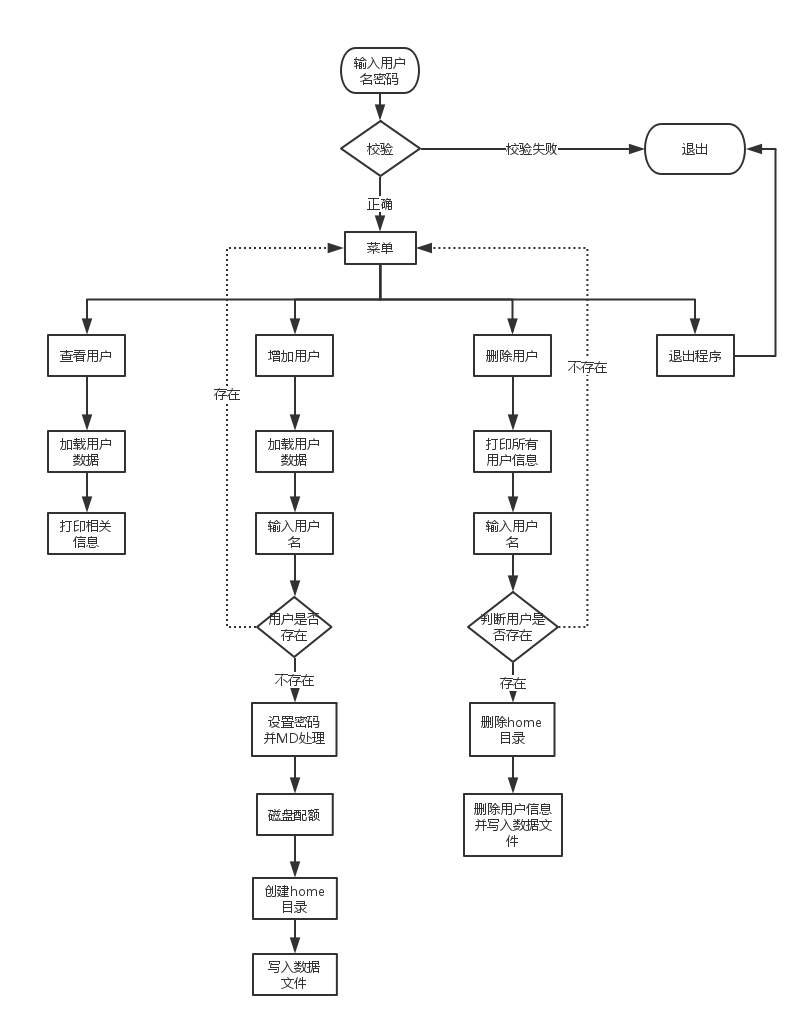 输入用户
名密码
校验
校验失败
退出
正确
菜单
查看用户
增加用户
删除用户
退出程序
不存在
存在
加载用户
数据
加载用户
数据
打印所有
用户信息
打印相关
信息
输入用户
名
输入用户
名
用户是否
存在
判断用户是
否存在
不存在
存在
设置密码
并MD处理
删除home
目录
磁盘配额
删除用户信息
并写入数据文
件
创建home
目录
写入数据
文件